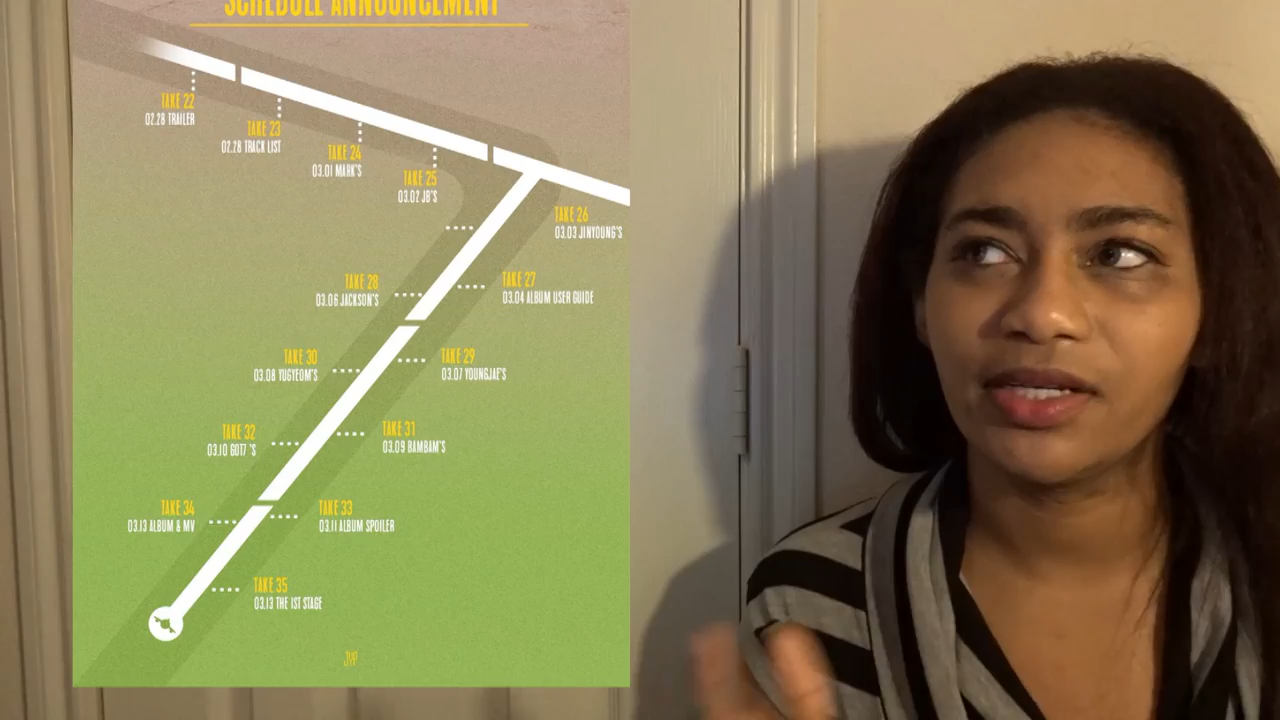 SCHEDULE ANNOUNCEMENT
TAKE 22
02.28 TRAILER
TAKE 23
02.28 TRACK LIST
TAKE 24
03.01 MARK'S
TAKE 25
03.02 JB'S
TAKE 26
03.03 JINYOUNG'S
TAKE 27
03.04 ALBUM USER GUIDE
TAKE 28
03.06 JACKSON'S
TAKE 29
03.07 YOUNGJAE'S
TAKE 30
03.08 YUGYEOM'S
TAKE 31
03.09 BAMBAM'S
TAKE 32
03.10 GOT7 'S
TAKE 33
03.11 ALBUM SPOILER
TAKE 34
03.13 ALBUM & MV
TAKE 35
03.13 THE 1ST STAGE
JYP